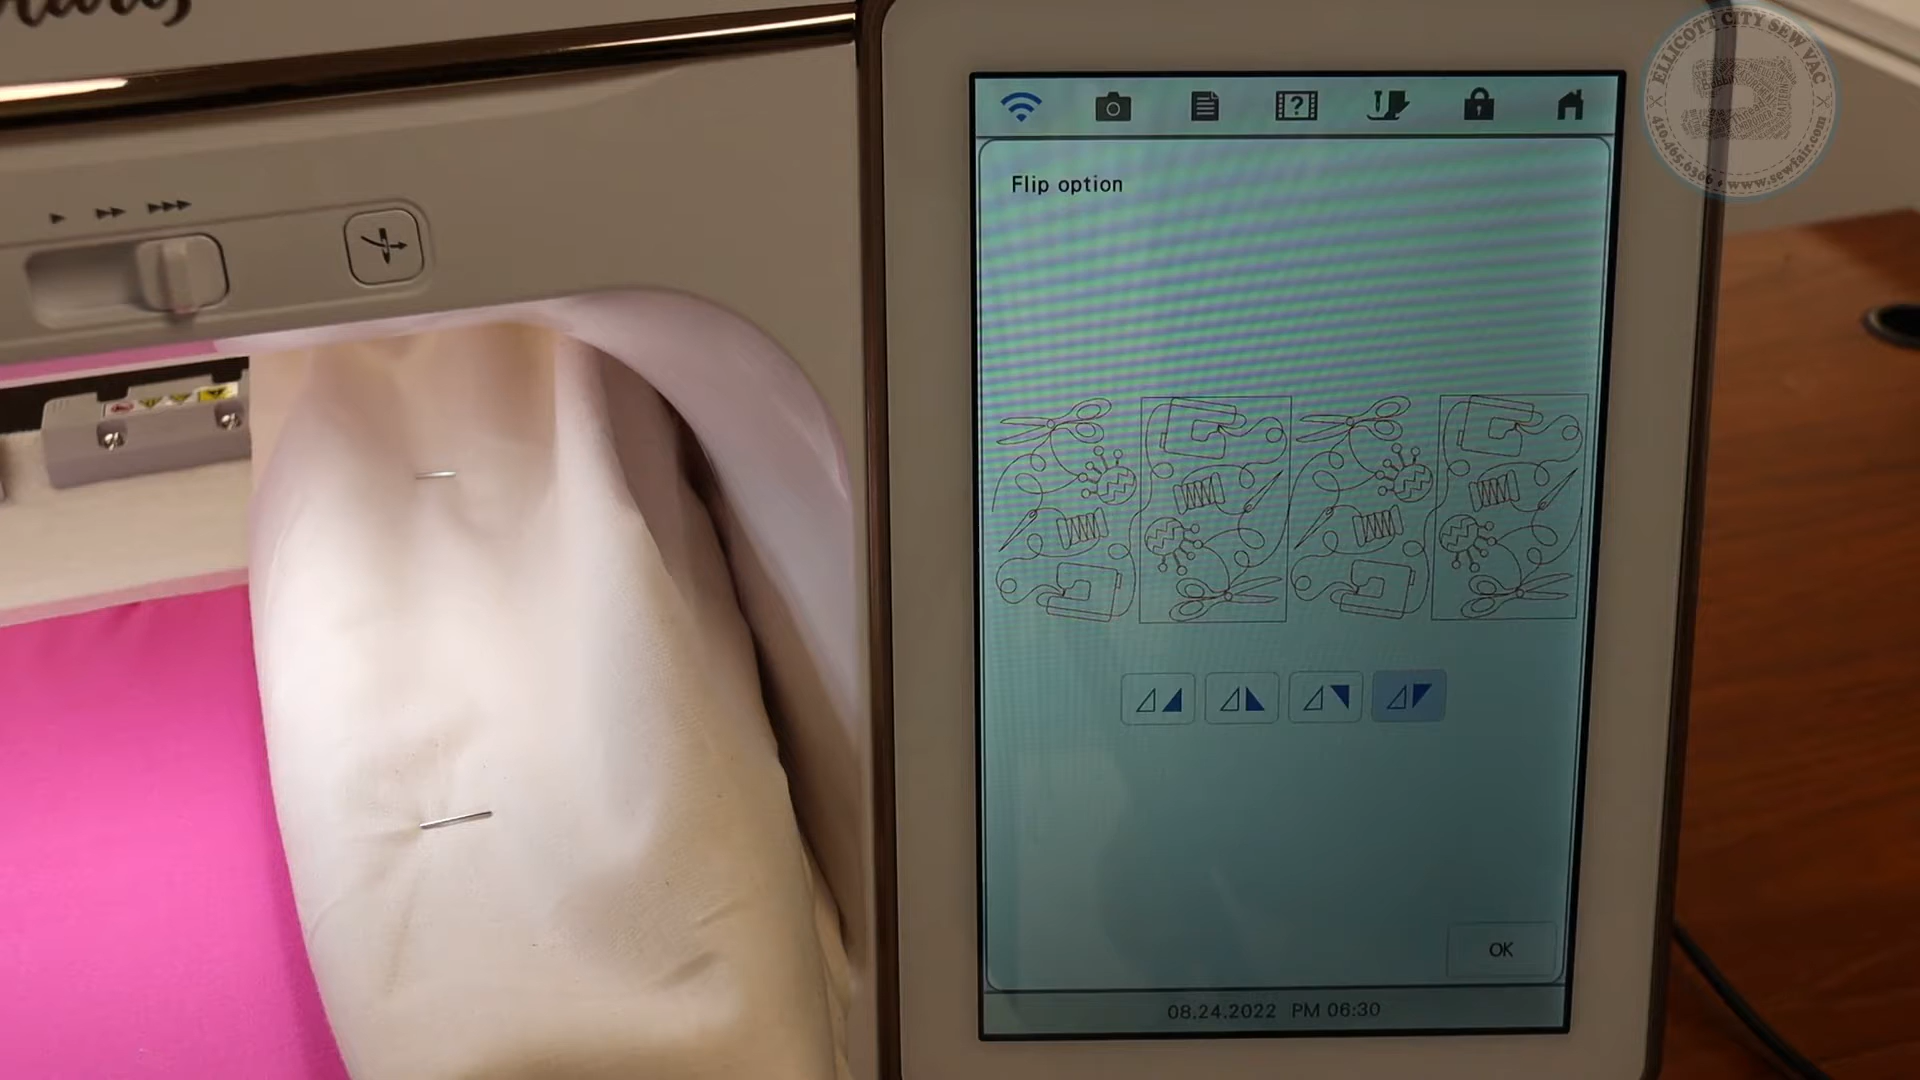 Flip option
OK
08.24.2022 PM 06:30
ELLICOTT CITY SEW VAC
410.465.6366 • www.sewfair.com